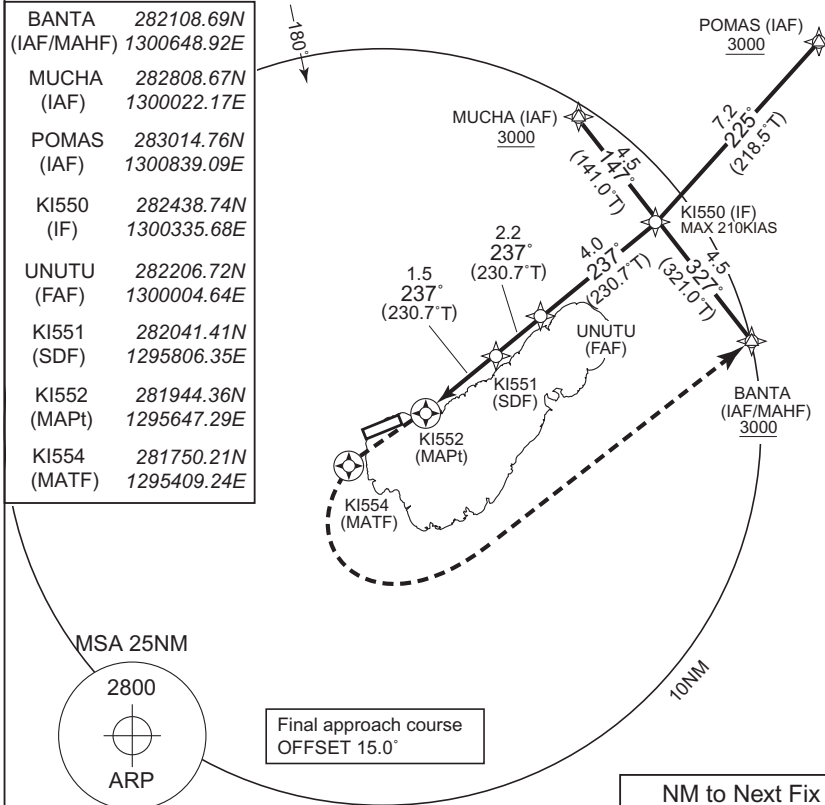 BANTA 282108.69N
(IAF/MAHF) 1300648.92E
MUCHA 282808.67N
(IAF) 1300022.17E
POMAS 283014.76N
(IAF) 1300839.09E
KI550 282438.74N
(IF) 1300335.68E
UNUTU 282206.72N
(FAF) 1300004.64E
KI551 282041.41N
(SDF) 1295806.35E
KI552 281944.36N
(MAPt) 1295647.29E
KI554 281750.21N
(MATF) 1295409.24E
180°
POMAS (IAF)
3000
7.2
225°
(218.5°T)
MUCHA (IAF)
3000
4.5
147°
(141.0°T)
KI550 (IF)
MAX 210KIAS
4.5
327°
(321.0°T)
4.0
237°
(230.7°T)
2.2
237°
(230.7°T)
1.5
237°
(230.7°T)
UNUTU
(FAF)
KI551
(SDF)
BANTA
(IAF/MAHF)
3000
KI552
(MAPt)
KI554
(MATF)
10NM
MSA 25NM
2800
ARP
Final approach course
OFFSET 15.0°
NM to Next Fix